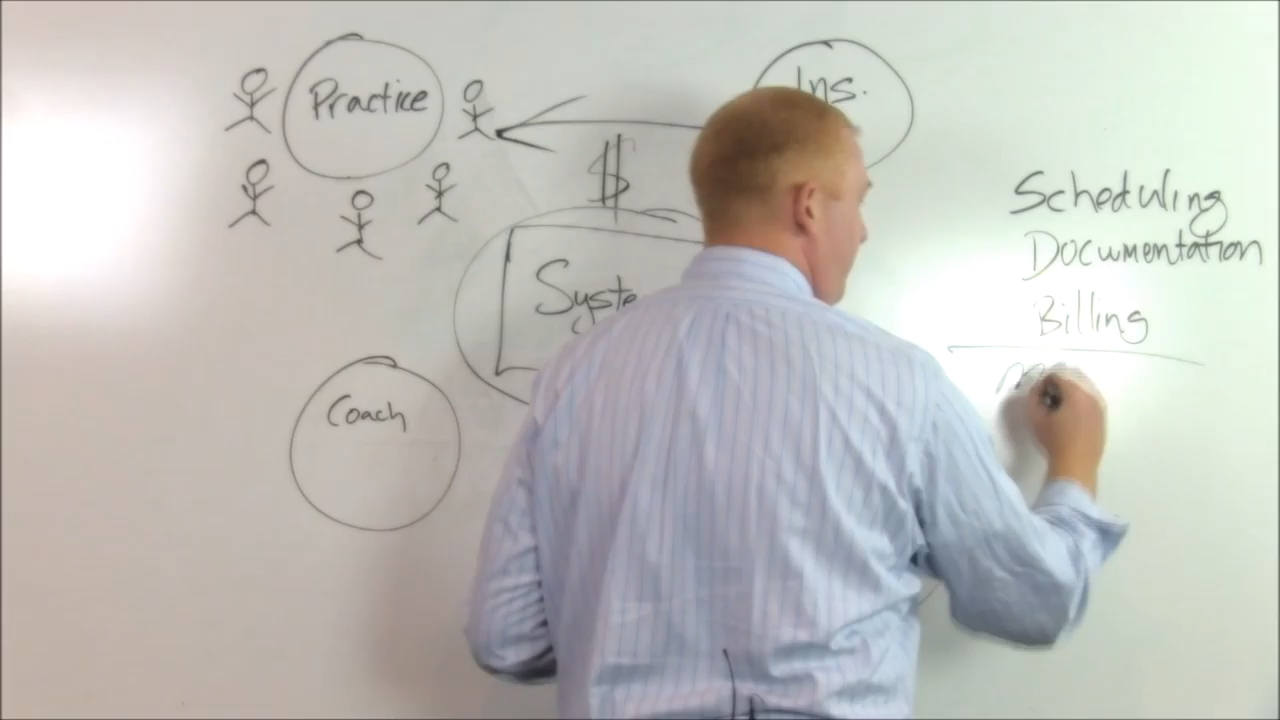 Practice
Ins.
$
Scheduling
Documentation
Syste
Billing
Coach